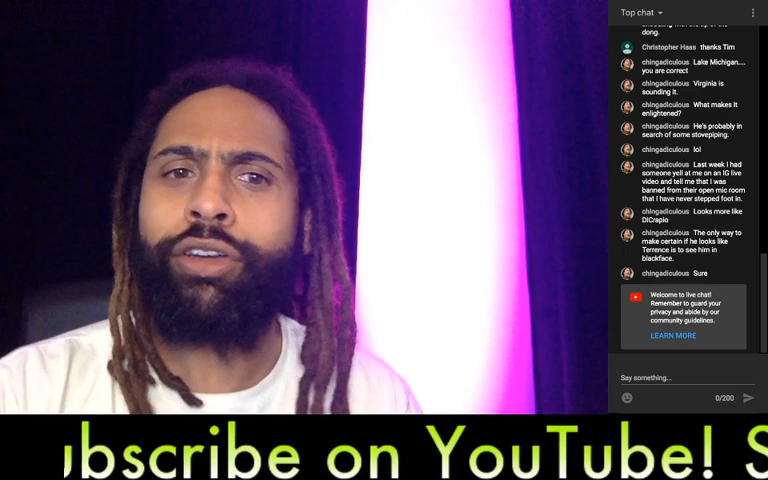 Top chat
dong.
Christopher Haas thanks Tim
chingadiculous Lake Michigan....
you are correct
chingadiculous Virginia is
sounding it.
chingadiculous What makes it
enlightened?
chingadiculous He's probably in
search of some stovepiping.
chingadiculous lol
chingadiculous Last week I had
someone yell at me on an IG live
video and tell me that I was
banned from their open mic room
that I have never stepped foot in.
chingadiculous Looks more like
DICrapio
chingadiculous The only way to
make certain if he looks like
Terrence is to see him in
blackface.
chingadiculous Sure
Welcome to live chat!
Remember to guard your
privacy and abide by our
community guidelines.
LEARN MORE
Say something...
0/200
ubscribe on YouTube! S